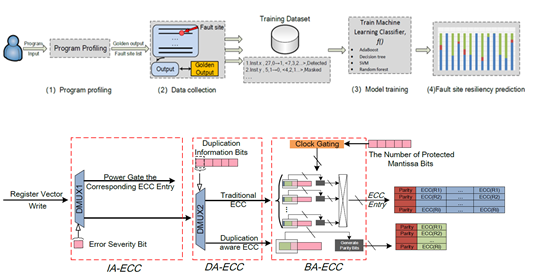 Program
Input
Program Profiling
Golden output
Fault site list
Fault site
Output
Golden
Output
Training Dataset
1.Inst.x , 27,0→1, +7,3,2...,Detected
2.Inst.y , 5,1→0, +4,2,1...,Masked
Train Machine
Learning Classifier,
f()
AdaBoost
Decision tree
SVM
Random forest
(1) Program profiling
(2) Data collection
(3) Model training
(4)Fault site resiliency prediction
Register Vector
Write
DMUX1
Power Gate the
Corresponding ECC Entry
Error Severity Bit
IA-ECC
Duplication
Information Bits
DMUX2
Traditional
ECC
Duplication
aware ECC
DA-ECC
Clock Gating
The Number of Protected
Mantissa Bits
Generate
Parity Bits
BA-ECC
ECC
Entry
Parity ECC(R1) ... ECC(R1)
Parity ECC(R2) ... ECC(R2)
...
Parity ECC(Ri) ... ECC(Ri)
Parity ECC(R1)
Parity ECC(R2)
...
Parity ECC(Ri)